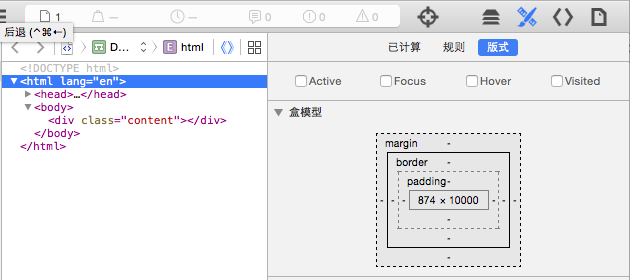 1 — — 0 0 0
后退 (^⌘←)
D… E html
已计算 规则 版式
<!DOCTYPE html>
<html lang="en">
Active Focus Hover Visited
<head>…</head>
<body>
<div class="content"></div>
</body>
</html>
盒模型
margin -
border -
padding -
- - - 874 × 10000 - - -
-
-
-